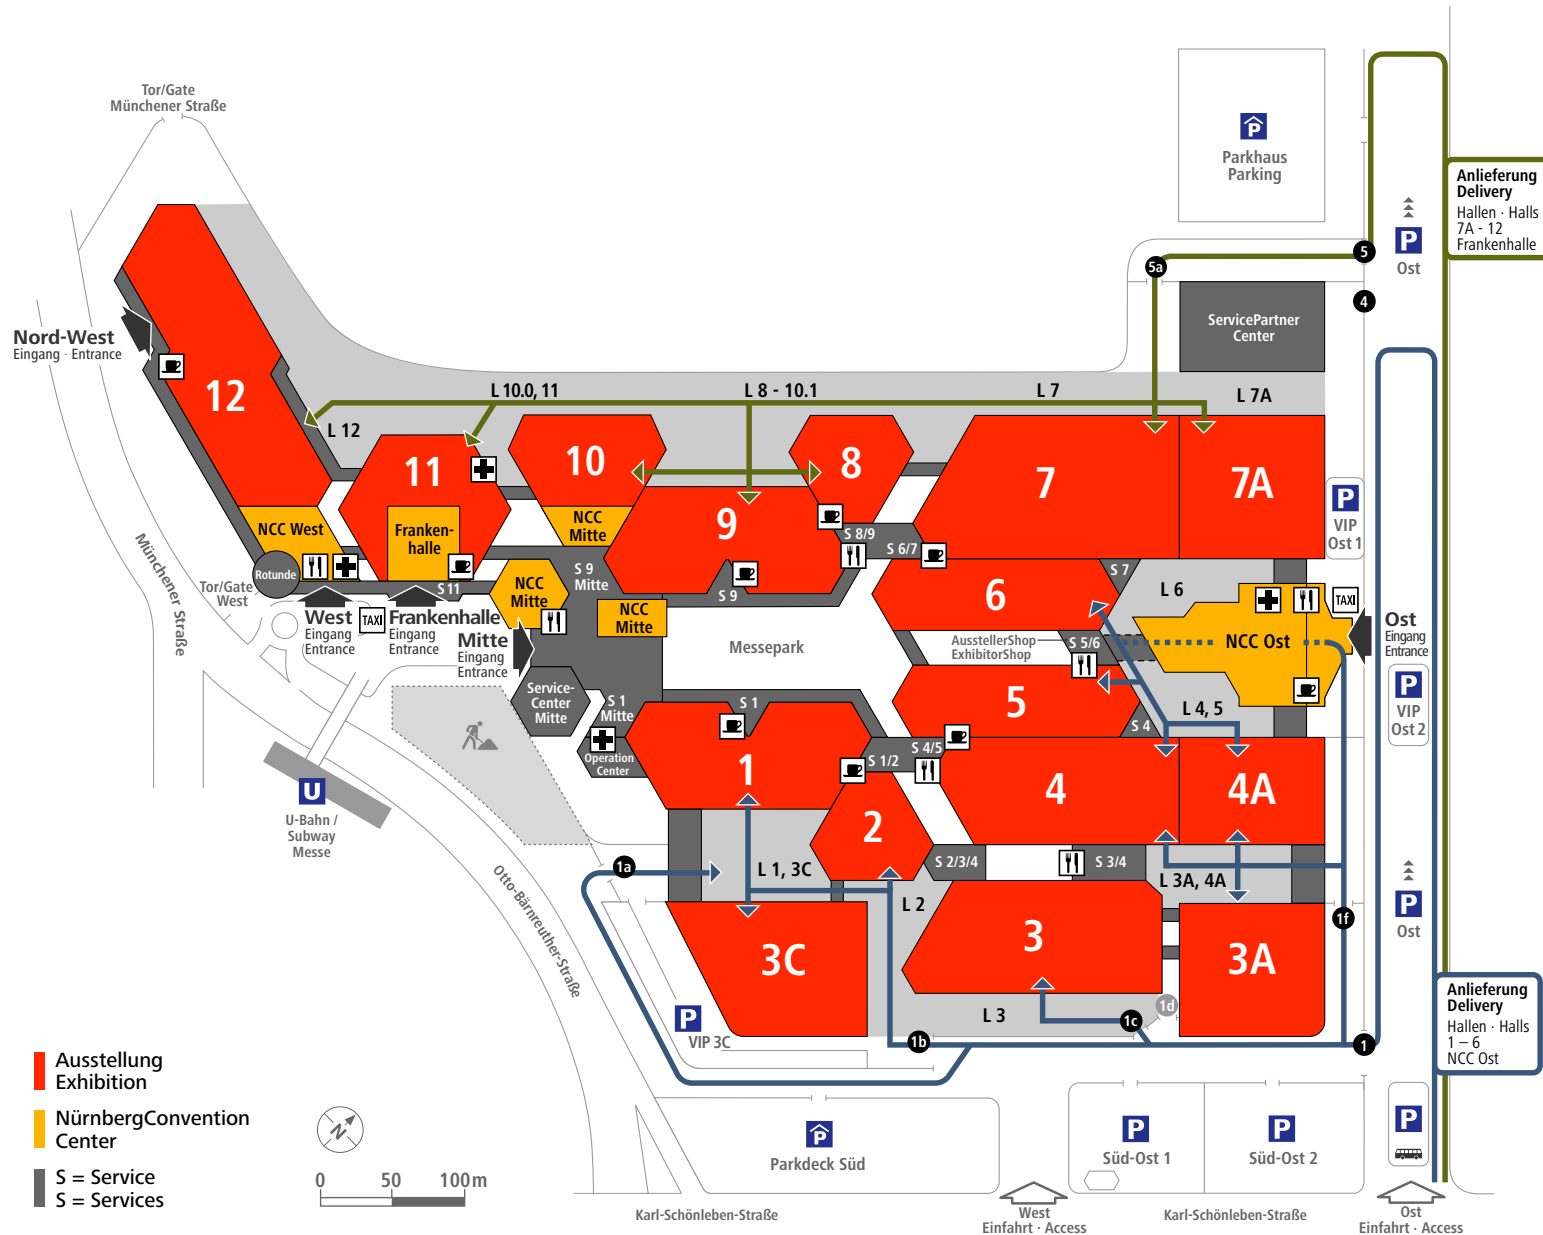 Tor/Gate
Münchener Straße
Parkhaus
Parking
Anlieferung
Delivery
Hallen · Halls
7A - 12
Frankenhalle
P
Ost
5
5a
4
ServicePartner
Center
Nord-West
Eingang · Entrance
12
L 12
L 10.0, 11
L 8 - 10.1
L 7
L 7A
11
10
9
8
7
7A
P
VIP
Ost 1
NCC West
Franken-
halle
NCC
Mitte
S 8/9
S 6/7
S 9
Mitte
S 9
S 7
L 6
6
Rotunde
S 11
NCC
Mitte
NCC
Mitte
Münchener Straße
Tor/Gate
West
West
Eingang
Entrance
TAXI
Frankenhalle
Eingang
Entrance
Mitte
Eingang
Entrance
Messepark
AusstellerShop
ExhibitorShop
S 5/6
NCC Ost
TAXI
Ost
Eingang
Entrance
P
VIP
Ost 2
Service-
Center
Mitte
S 1
Mitte
S 1
Operation
Center
5
S 4
L 4, 5
S 4/5
S 1/2
1
2
4
4A
U
U-Bahn /
Subway
Messe
Otto-Bärnreuther-Straße
1a
L 1, 3C
S 2/3/4
S 3/4
L 3A, 4A
L 2
3C
3
3A
P
Ost
1f
P
VIP 3C
L 3
1b
1c
1d
1
Anlieferung
Delivery
Hallen · Halls
1 – 6
NCC Ost
Ausstellung
Exhibition
NürnbergConvention
Center
S = Service
S = Services
N
0 50 100 m
P
Parkdeck Süd
P
Süd-Ost 1
P
Süd-Ost 2
P
Karl-Schönleben-Straße
West
Einfahrt · Access
Karl-Schönleben-Straße
Ost
Einfahrt · Access